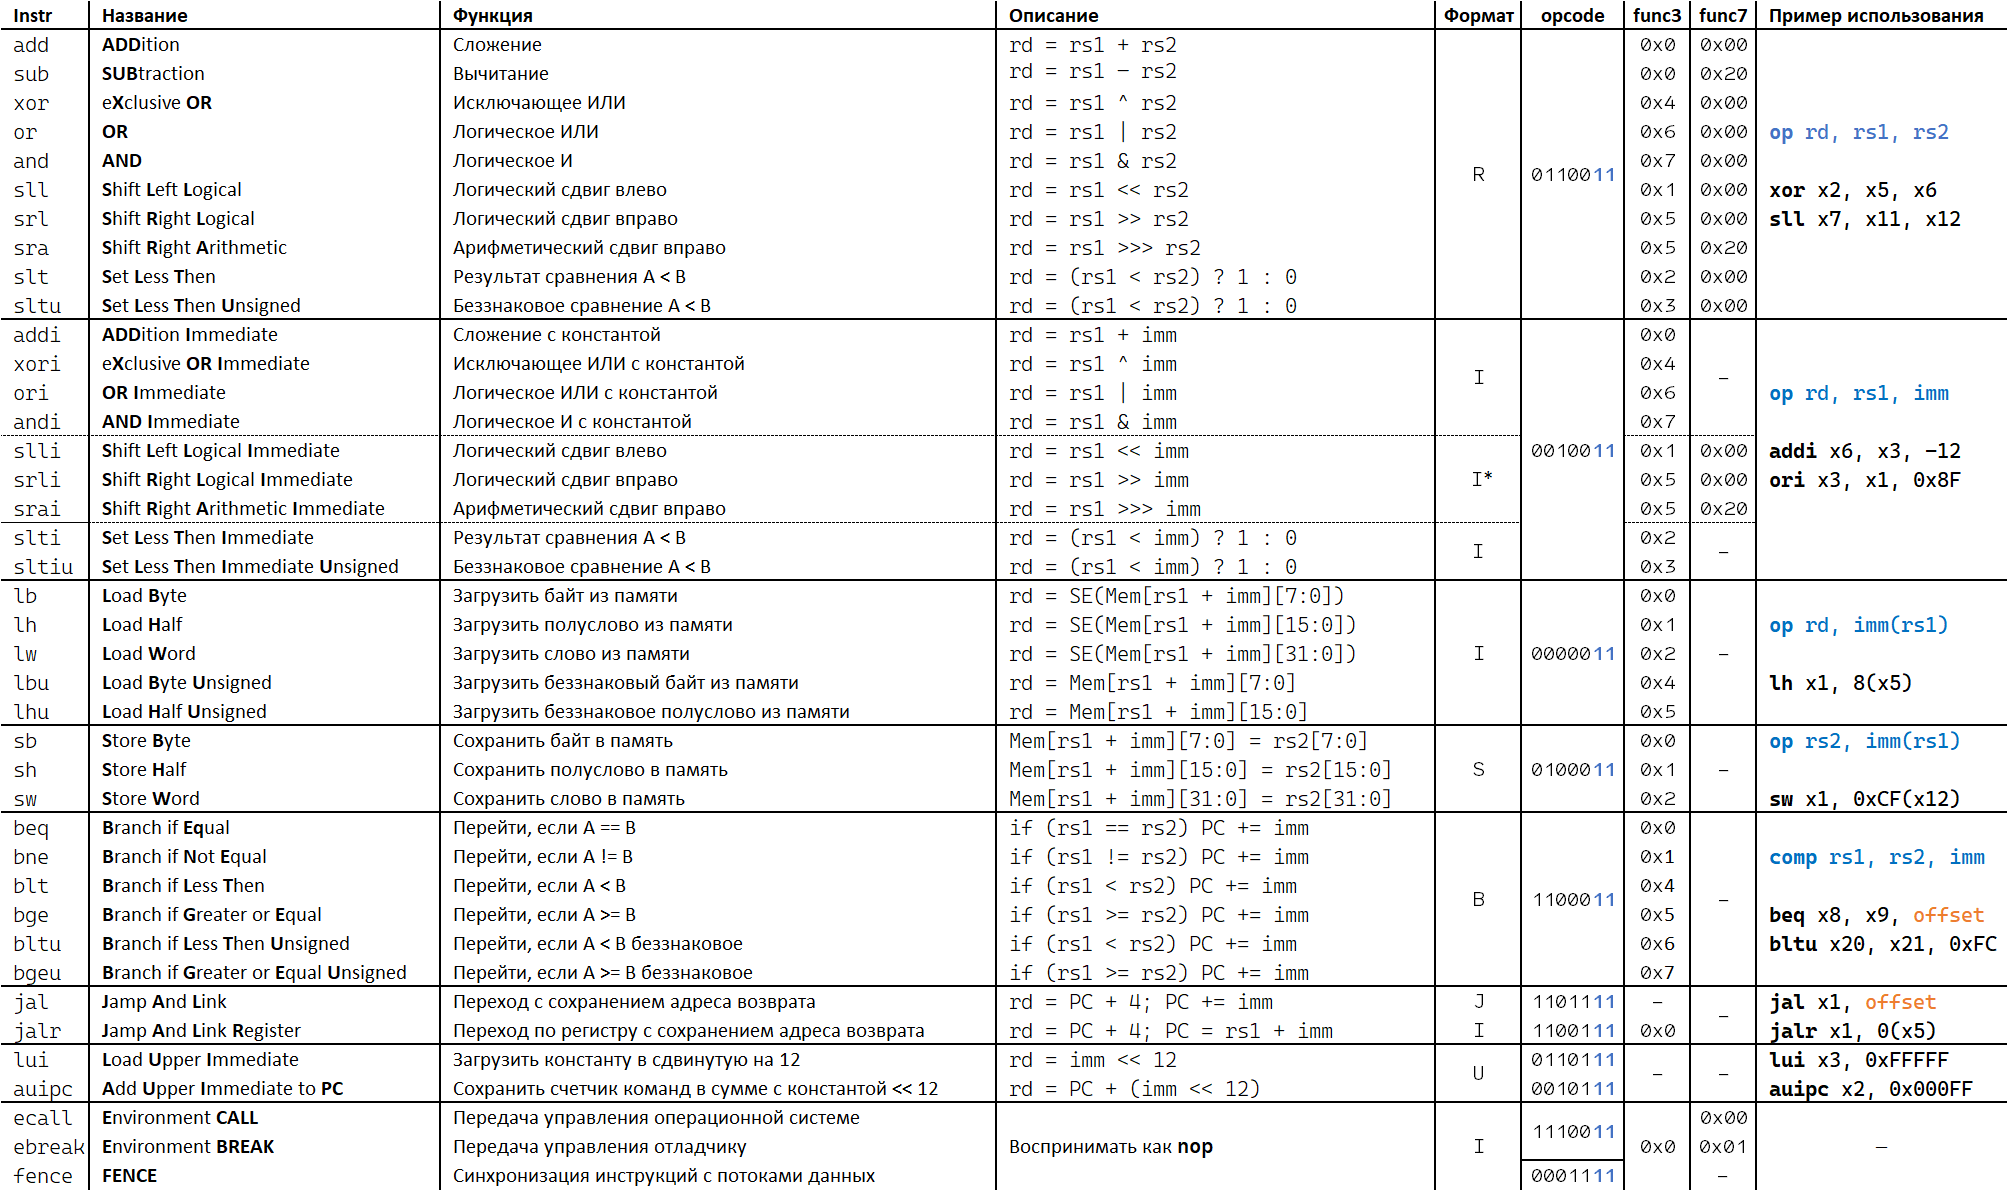 Instr Название Функция Описание Формат opcode func3 func7 Пример использования
add ADDition Сложение rd = rs1 + rs2 0x0 0x00
sub SUBtraction Вычитание rd = rs1 – rs2 0x0 0x20
xor eXclusive OR Исключающее ИЛИ rd = rs1 ^ rs2 0x4 0x00
or OR Логическое ИЛИ rd = rs1 | rs2 0x6 0x00 op rd, rs1, rs2
and AND Логическое И rd = rs1 & rs2 0x7 0x00
R 0110011
sll Shift Left Logical Логический сдвиг влево rd = rs1 << rs2 0x1 0x00 xor x2, x5, x6
srl Shift Right Logical Логический сдвиг вправо rd = rs1 >> rs2 0x5 0x00 sll x7, x11, x12
sra Shift Right Arithmetic Арифметический сдвиг вправо rd = rs1 >>> rs2 0x5 0x20
slt Set Less Then Результат сравнения A < B rd = (rs1 < rs2) ? 1 : 0 0x2 0x00
sltu Set Less Then Unsigned Беззнаковое сравнение A < B rd = (rs1 < rs2) ? 1 : 0 0x3 0x00
addi ADDition Immediate Сложение с константой rd = rs1 + imm 0x0
xori eXclusive OR Immediate Исключающее ИЛИ с константой rd = rs1 ^ imm 0x4
I –
ori OR Immediate Логическое ИЛИ с константой rd = rs1 | imm 0x6 op rd, rs1, imm
andi AND Immediate Логическое И с константой rd = rs1 & imm 0x7
slli Shift Left Logical Immediate Логический сдвиг влево rd = rs1 << imm 0010011 0x1 0x00 addi x6, x3, –12
srli Shift Right Logical Immediate Логический сдвиг вправо rd = rs1 >> imm I* 0x5 0x00 ori x3, x1, 0x8F
srai Shift Right Arithmetic Immediate Арифметический сдвиг вправо rd = rs1 >>> imm 0x5 0x20
slti Set Less Then Immediate Результат сравнения A < B rd = (rs1 < imm) ? 1 : 0 0x2
I –
sltiu Set Less Then Immediate Unsigned Беззнаковое сравнение A < B rd = (rs1 < imm) ? 1 : 0 0x3
lb Load Byte Загрузить байт из памяти rd = SE(Mem[rs1 + imm][7:0]) 0x0
lh Load Half Загрузить полуслово из памяти rd = SE(Mem[rs1 + imm][15:0]) 0x1 op rd, imm(rs1)
lw Load Word Загрузить слово из памяти rd = SE(Mem[rs1 + imm][31:0]) I 0000011 0x2 –
lbu Load Byte Unsigned Загрузить беззнаковый байт из памяти rd = Mem[rs1 + imm][7:0] 0x4 lh x1, 8(x5)
lhu Load Half Unsigned Загрузить беззнаковое полуслово из памяти rd = Mem[rs1 + imm][15:0] 0x5
sb Store Byte Сохранить байт в память Mem[rs1 + imm][7:0] = rs2[7:0] 0x0 op rs2, imm(rs1)
sh Store Half Сохранить полуслово в память Mem[rs1 + imm][15:0] = rs2[15:0] S 0100011 0x1 –
sw Store Word Сохранить слово в память Mem[rs1 + imm][31:0] = rs2[31:0] 0x2 sw x1, 0xCF(x12)
beq Branch if Equal Перейти, если A == B if (rs1 == rs2) PC += imm 0x0
bne Branch if Not Equal Перейти, если A != B if (rs1 != rs2) PC += imm 0x1 comp rs1, rs2, imm
blt Branch if Less Then Перейти, если A < B if (rs1 < rs2) PC += imm 0x4
B 1100011 –
bge Branch if Greater or Equal Перейти, если A >= B if (rs1 >= rs2) PC += imm 0x5 beq x8, x9, offset
bltu Branch if Less Then Unsigned Перейти, если A < B беззнаковое if (rs1 < rs2) PC += imm 0x6 bltu x20, x21, 0xFC
bgeu Branch if Greater or Equal Unsigned Перейти, если A >= B беззнаковое if (rs1 >= rs2) PC += imm 0x7
jal Jamp And Link Переход с сохранением адреса возврата rd = PC + 4; PC += imm J 1101111 – jal x1, offset
–
jalr Jamp And Link Register Переход по регистру с сохранением адреса возврата rd = PC + 4; PC = rs1 + imm I 1100111 0x0 jalr x1, 0(x5)
lui Load Upper Immediate Загрузить константу в сдвинутую на 12 rd = imm << 12 0110111 lui x3, 0xFFFFF
U – –
auipc Add Upper Immediate to PC Сохранить счетчик команд в сумме с константой << 12 rd = PC + (imm << 12) 0010111 auipc x2, 0x000FF
ecall Environment CALL Передача управления операционной системе 0x00
1110011
ebreak Environment BREAK Передача управления отладчику Воспринимать как nop I 0x0 0x01 –
fence FENCE Синхронизация инструкций с потоками данных 0001111 –